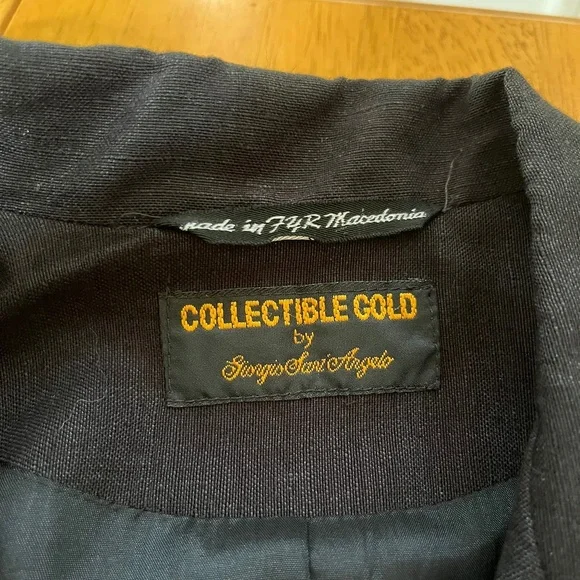 made in FYR Macedonia
COLLECTIBLE GOLD
by
Giorgio Sant' Angelo